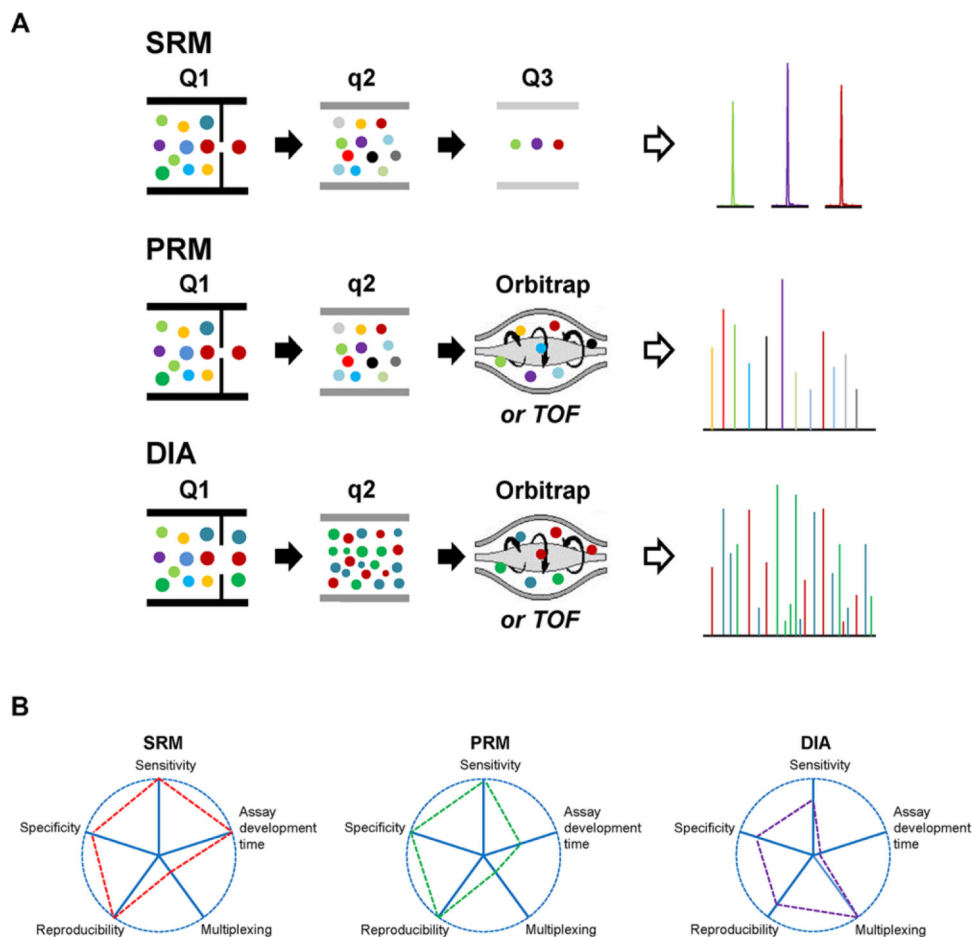 A
SRM
Q1
q2
Q3
PRM
Q1
q2
Orbitrap
or TOF
DIA
Q1
q2
Orbitrap
or TOF
B
SRM
Sensitivity
Assay
development
time
Multiplexing
Reproducibility
Specificity
PRM
Sensitivity
Assay
development
time
Multiplexing
Reproducibility
Specificity
DIA
Sensitivity
Assay
development
time
Multiplexing
Reproducibility
Specificity